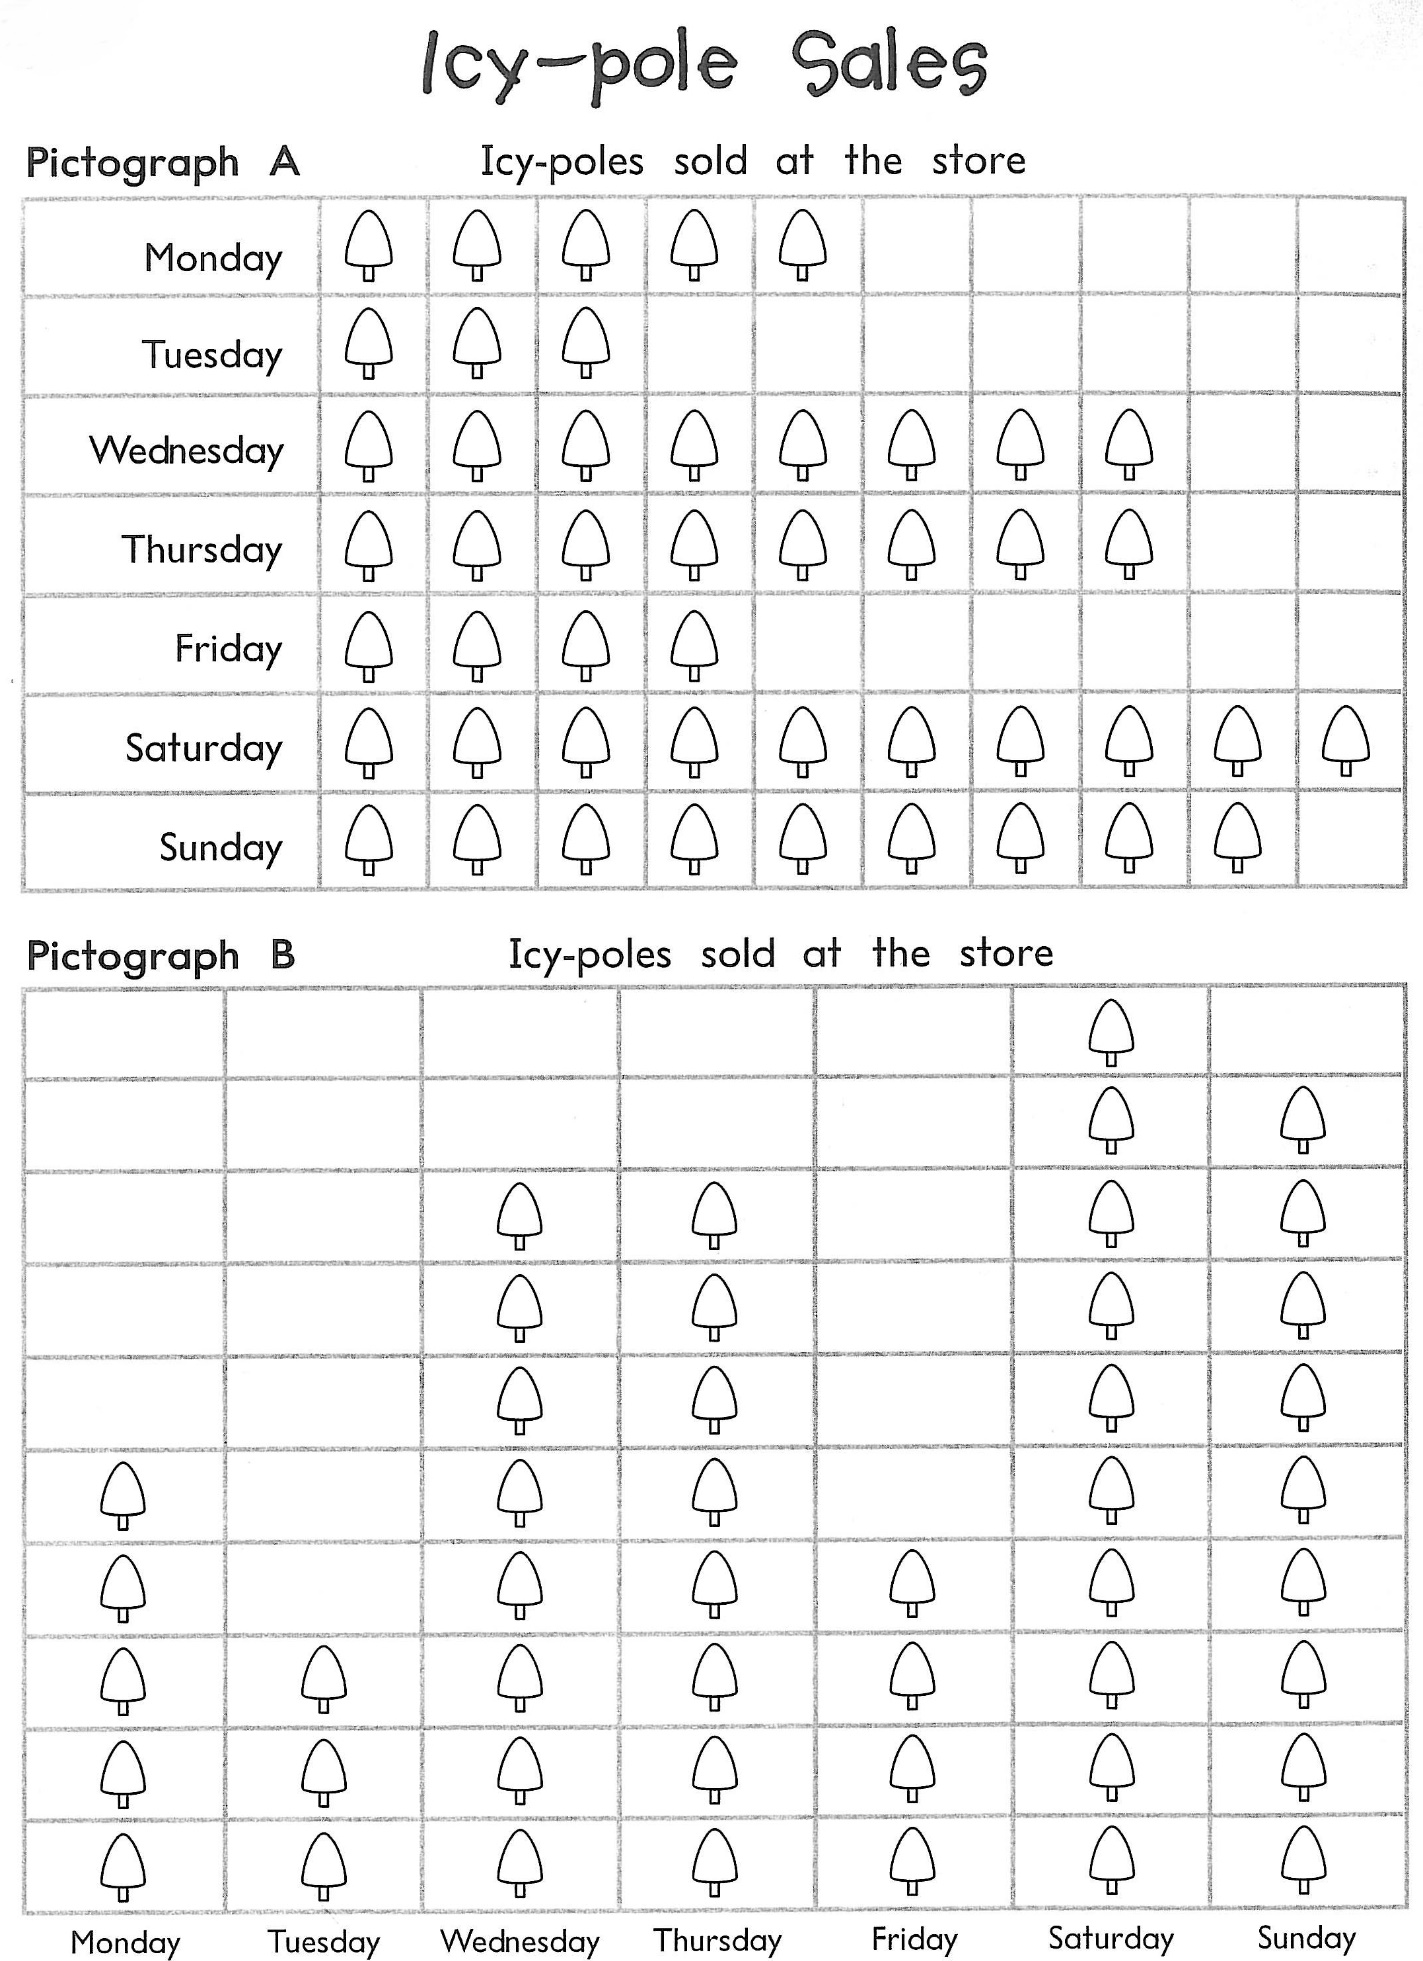 Icy-pole Sales
Pictograph A Icy-poles sold at the store
Monday
Tuesday
Wednesday
Thursday
Friday
Saturday
Sunday
Pictograph B Icy-poles sold at the store
Monday Tuesday Wednesday Thursday Friday Saturday Sunday